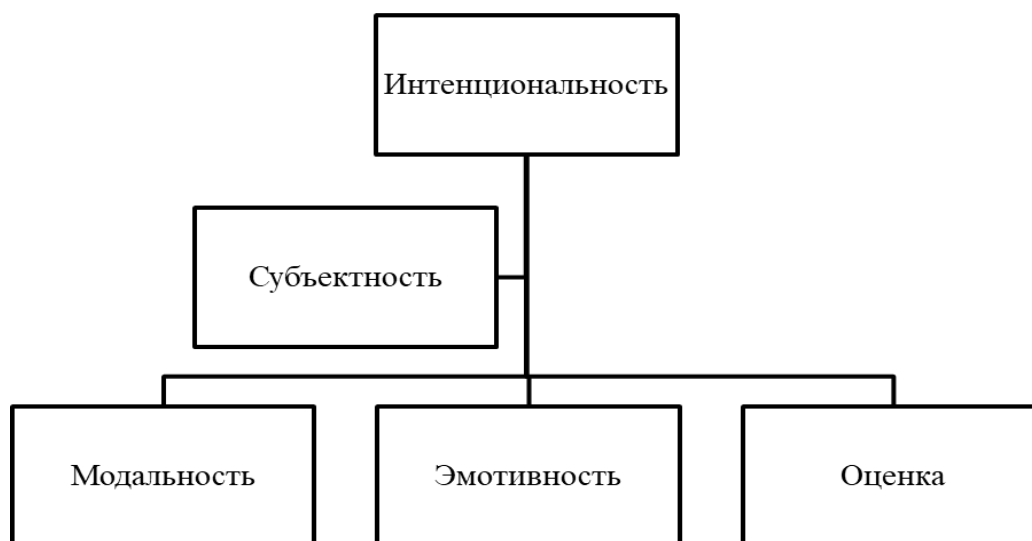 Интенциональность
Субъектность
Модальность
Эмотивность
Оценка